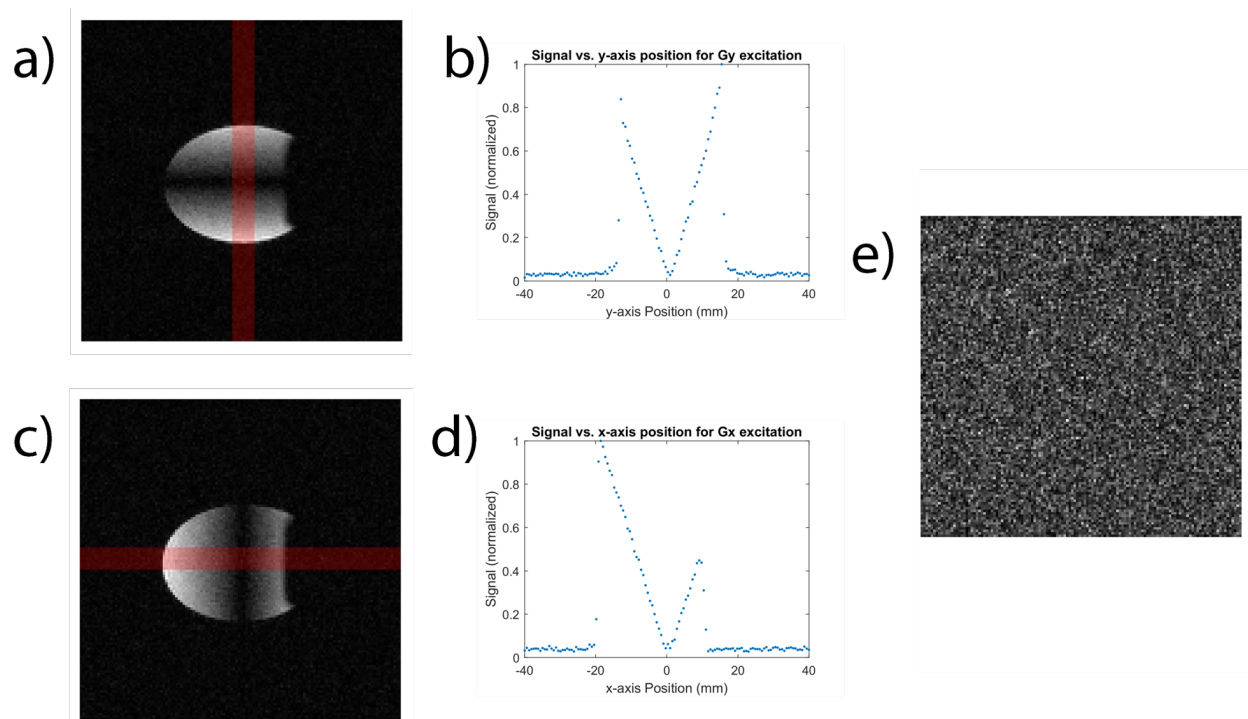 a)
b)
Signal vs. y-axis position for Gy excitation
1
0.8
0.6
0.4
0.2
0
Signal (normalized)
-40
-20
0
20
40
y-axis Position (mm)
c)
d)
Signal vs. x-axis position for Gx excitation
1
0.8
0.6
0.4
0.2
0
Signal (normalized)
-40
-20
0
20
40
x-axis Position (mm)
e)